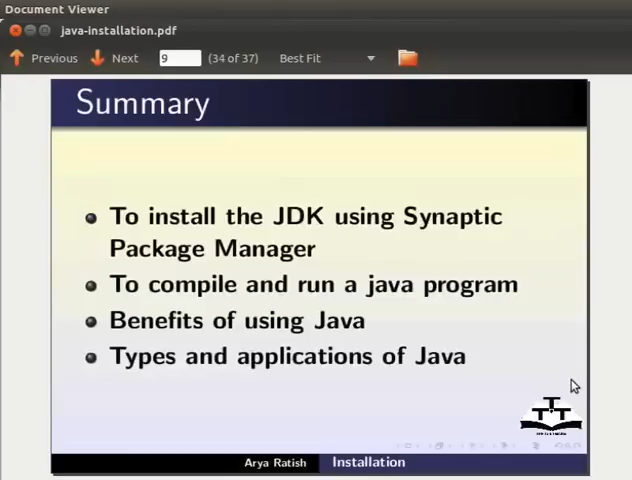 Document Viewer
java-installation.pdf
Previous Next 9 (34 of 37) Best Fit
Summary
To install the JDK using Synaptic
Package Manager
To compile and run a java program
Benefits of using Java
Types and applications of Java
TTT
Arya Ratish Installation